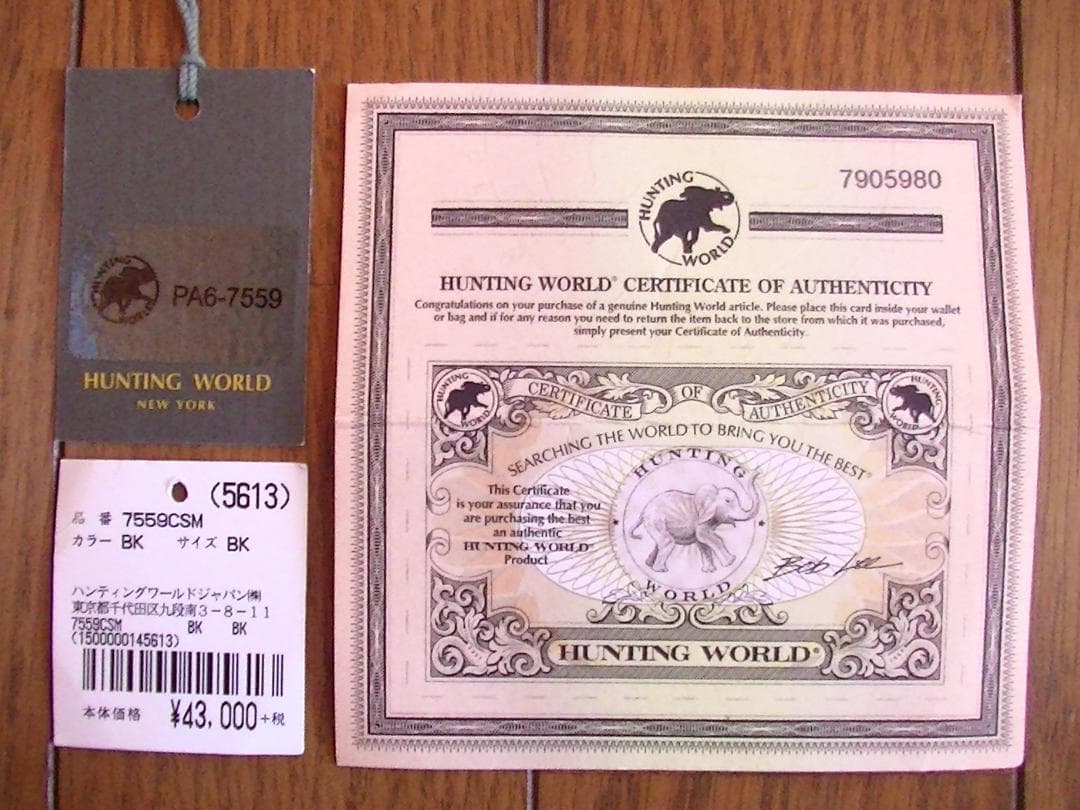 HUNTING WORLD
PA6-7559
HUNTING WORLD
NEW YORK
(5613)
品 番 7559CSM
カラー BK サイズ BK
ハンティングワールドジャパン㈱
東京都千代田区九段南3-8-11
7559CSM BK BK
(1500000145613)
本体価格 ¥43,000+税
7905980
HUNTING WORLD
HUNTING WORLD® CERTIFICATE OF AUTHENTICITY
Congratulations on your purchase of a genuine Hunting World article. Please place this card inside your wallet
or bag and if for any reason you need to return the item back to the store from which it was purchased,
simply present your Certificate of Authenticity.
HUNTING WORLD
CERTIFICATE OF AUTHENTICITY
HUNTING WORLD
SEARCHING THE WORLD TO BRING YOU THE BEST®
This Certificate
is your assurance that you
are purchasing the best
an authentic
HUNTING WORLD®
Product
HUNTING WORLD
Bob Lee
HUNTING WORLD®